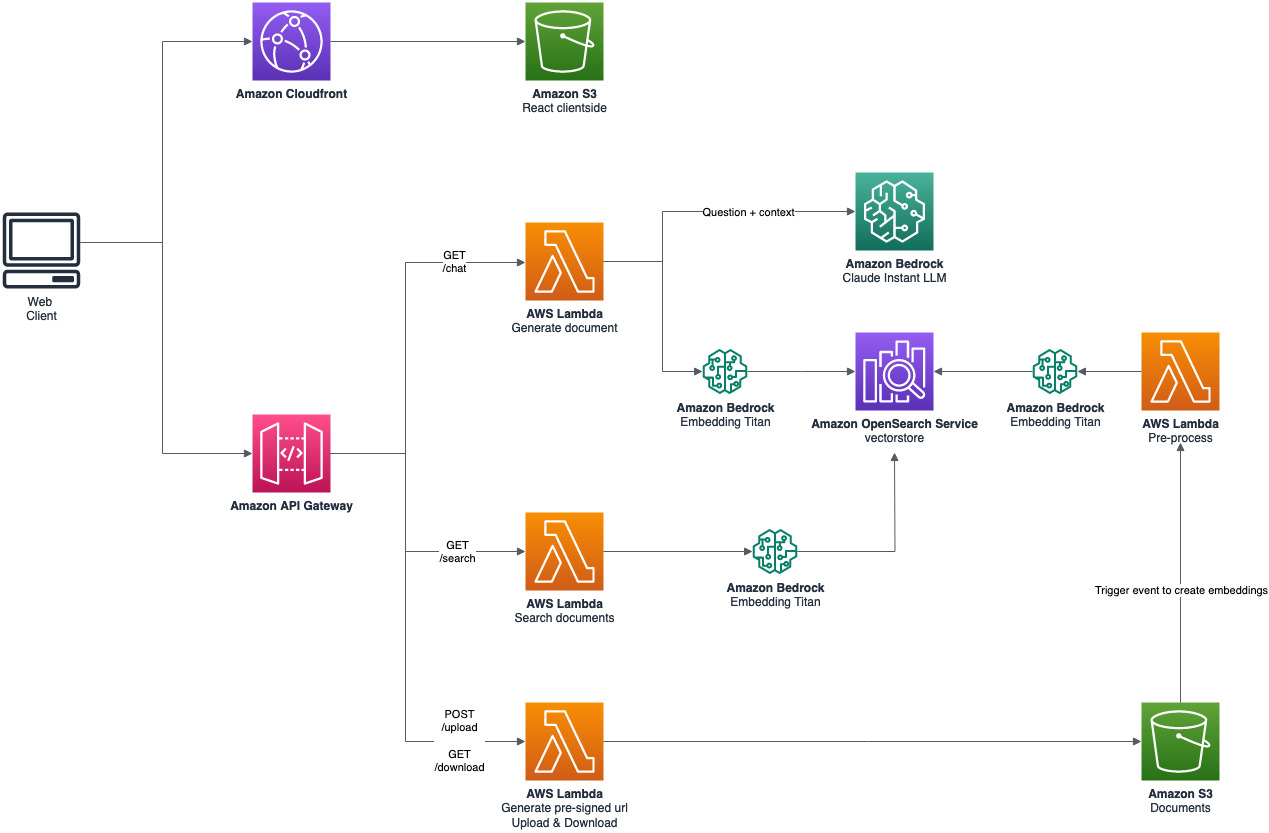 Amazon Cloudfront
Amazon S3
React clientside
Web
Client
GET
/chat
AWS Lambda
Generate document
Question + context
Amazon Bedrock
Claude Instant LLM
Amazon Bedrock
Embedding Titan
Amazon OpenSearch Service
vectorstore
Amazon Bedrock
Embedding Titan
AWS Lambda
Pre-process
Amazon API Gateway
GET
/search
AWS Lambda
Search documents
Amazon Bedrock
Embedding Titan
Trigger event to create embeddings
POST
/upload
GET
/download
AWS Lambda
Generate pre-signed url
Upload & Download
Amazon S3
Documents